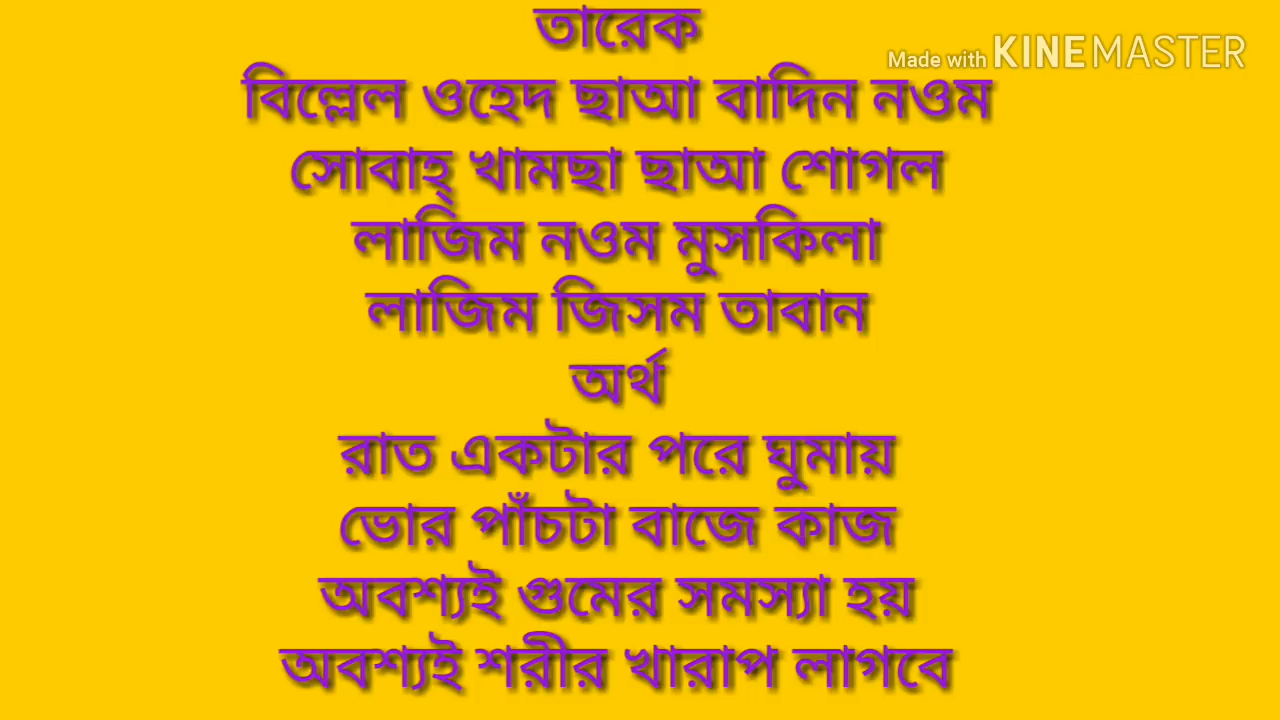 তারেক
Made with KINEMASTER
বিল্লেল ওহেদ ছাআ বাদিন নওম
সোবাহ্ খামছা ছাআ শোগল
লাজিম নওম মুসকিলা
লাজিম জিসম তাবান
অর্থ
রাত একটার পরে ঘুমায়
ভোর পাঁচটা বাজে কাজ
অবশ্যই গুমের সমস্যা হয়
অবশ্যই শরীর খারাপ লাগবে